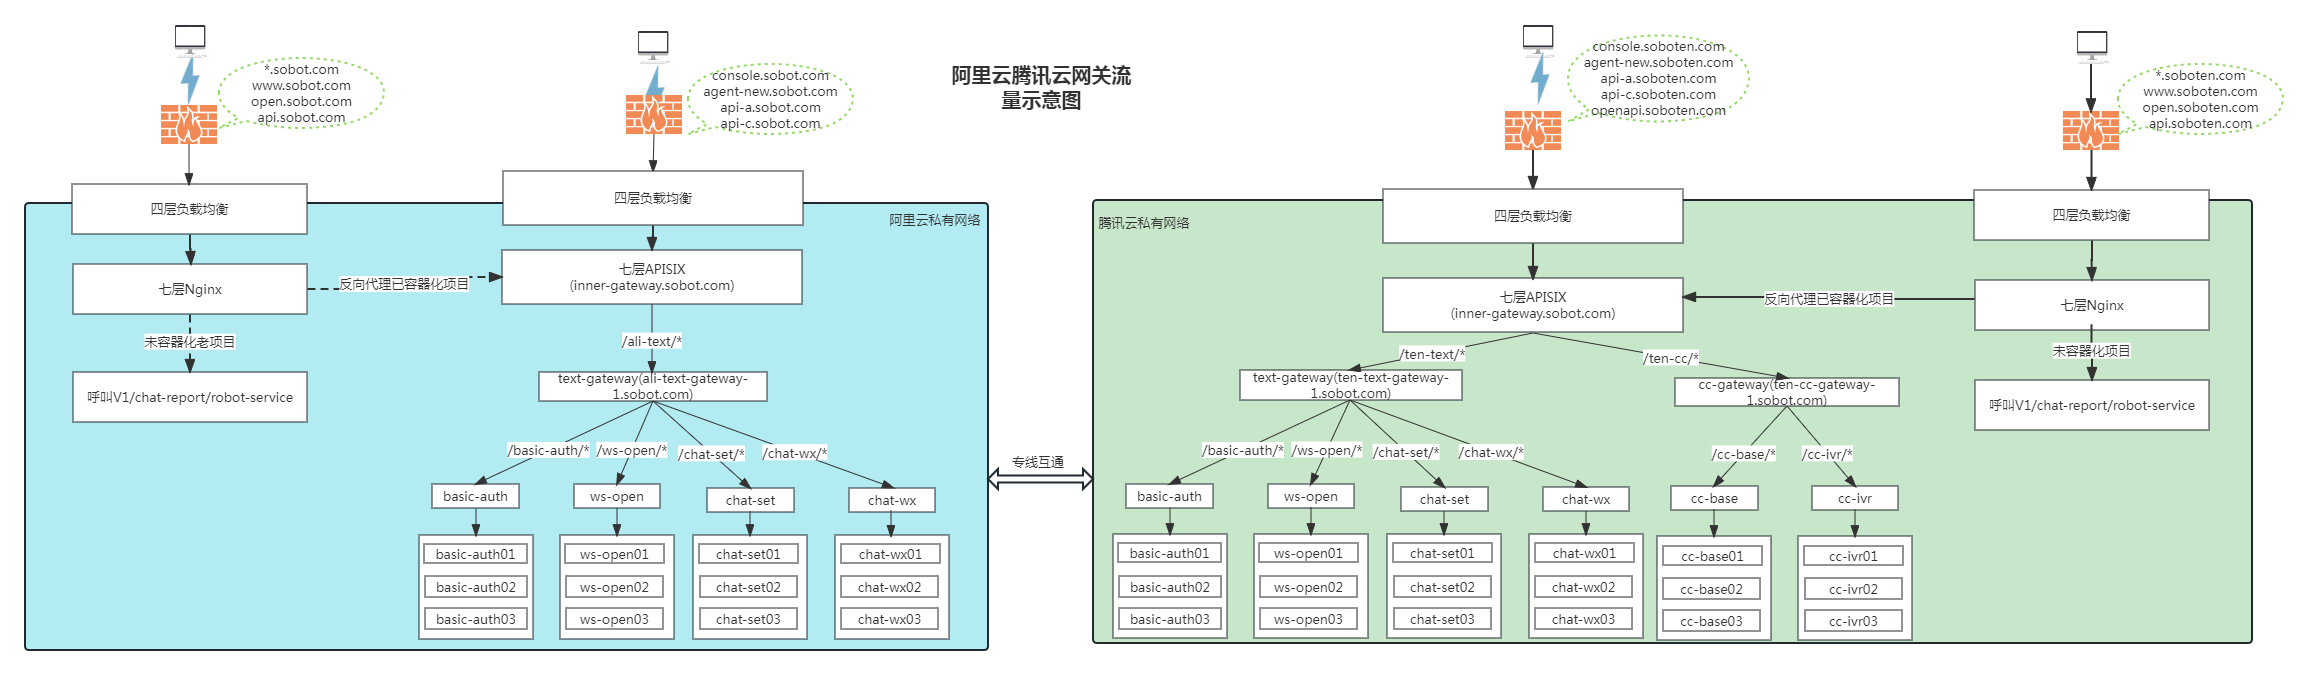 阿里云腾讯云网关流
量示意图
*.sobot.com
www.sobot.com
open.sobot.com
api.sobot.com
console.sobot.com
agent-new.sobot.com
api-a.sobot.com
api-c.sobot.com
console.soboten.com
agent-new.soboten.com
api-a.soboten.com
api-c.soboten.com
openapi.soboten.com
*.soboten.com
www.soboten.com
open.soboten.com
api.soboten.com
阿里云私有网络
四层负载均衡
四层负载均衡
七层Nginx
反向代理已容器化项目
七层APISIX
(inner-gateway.sobot.com)
未容器化老项目
呼叫V1/chat-report/robot-service
/ali-text/*
text-gateway(ali-text-gateway-
1.sobot.com)
/basic-auth/*
/ws-open/*
/chat-set/*
/chat-wx/*
basic-auth
ws-open
chat-set
chat-wx
basic-auth01
basic-auth02
basic-auth03
ws-open01
ws-open02
ws-open03
chat-set01
chat-set02
chat-set03
chat-wx01
chat-wx02
chat-wx03
专线互通
腾讯云私有网络
四层负载均衡
四层负载均衡
七层APISIX
(inner-gateway.sobot.com)
反向代理已容器化项目
七层Nginx
未容器化项目
呼叫V1/chat-report/robot-service
/ten-text/*
/ten-cc/*
text-gateway(ten-text-gateway-
1.sobot.com)
cc-gateway(ten-cc-gateway-
1.sobot.com)
/basic-auth/*
/ws-open/*
/chat-set/*
/chat-wx/*
/cc-base/*
/cc-ivr/*
basic-auth
ws-open
chat-set
chat-wx
cc-base
cc-ivr
basic-auth01
basic-auth02
basic-auth03
ws-open01
ws-open02
ws-open03
chat-set01
chat-set02
chat-set03
chat-wx01
chat-wx02
chat-wx03
cc-base01
cc-base02
cc-base03
cc-ivr01
cc-ivr02
cc-ivr03